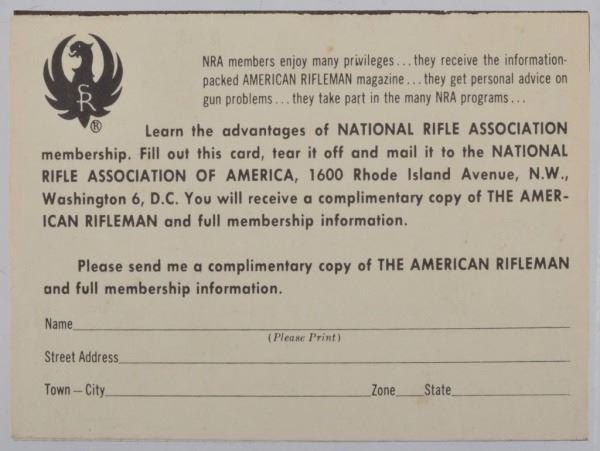 SR
®
NRA members enjoy many privileges...they receive the information-
packed AMERICAN RIFLEMAN magazine...they get personal advice on
gun problems...they take part in the many NRA programs...
Learn the advantages of NATIONAL RIFLE ASSOCIATION
membership. Fill out this card, tear it off and mail it to the NATIONAL
RIFLE ASSOCIATION OF AMERICA, 1600 Rhode Island Avenue, N.W.,
Washington 6, D.C. You will receive a complimentary copy of THE AMER-
ICAN RIFLEMAN and full membership information.
Please send me a complimentary copy of THE AMERICAN RIFLEMAN
and full membership information.
Name
(Please Print)
Street Address
Town — City Zone State